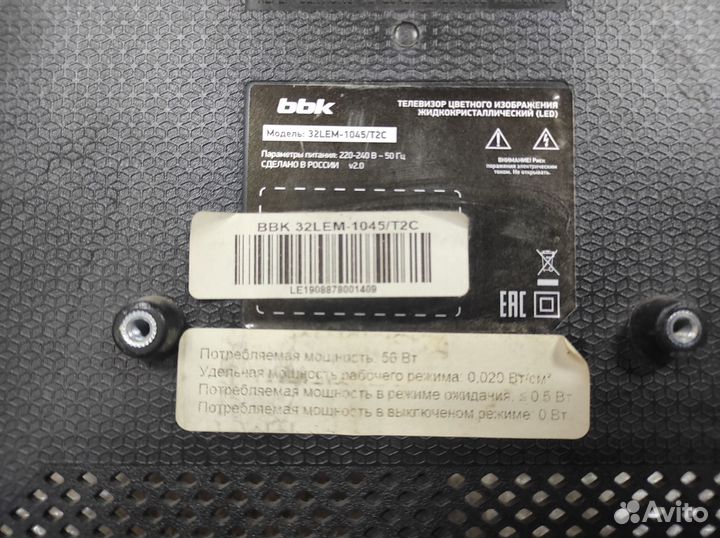 bbk
ТЕЛЕВИЗОР ЦВЕТНОГО ИЗОБРАЖЕНИЯ
ЖИДКОКРИСТАЛЛИЧЕСКИЙ (LED)
Модель: 32LEM-1045/T2C
Параметры питания: 220-240 В ~ 50 Гц
СДЕЛАНО В РОССИИ v2.0
ВНИМАНИЕ! Риск
поражения электрическим
током. Не открывать.
BBK 32LEM-1045/T2C
LE1908878001409
EAC
Потребляемая мощность: 56 Вт
Удельная мощность рабочего режима: 0,020 Вт/см²
Потребляемая мощность в режиме ожидания: ≤ 0.5 Вт
Потребляемая мощность в выключеном режиме: 0 Вт
Avito